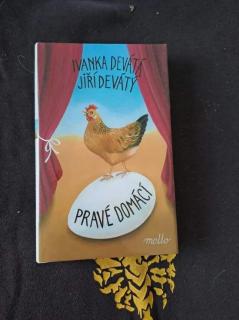 IVANKA DEVÁTÁ
JIŘÍ DEVÁTÝ
PRAVÉ DOMÁCÍ
motto